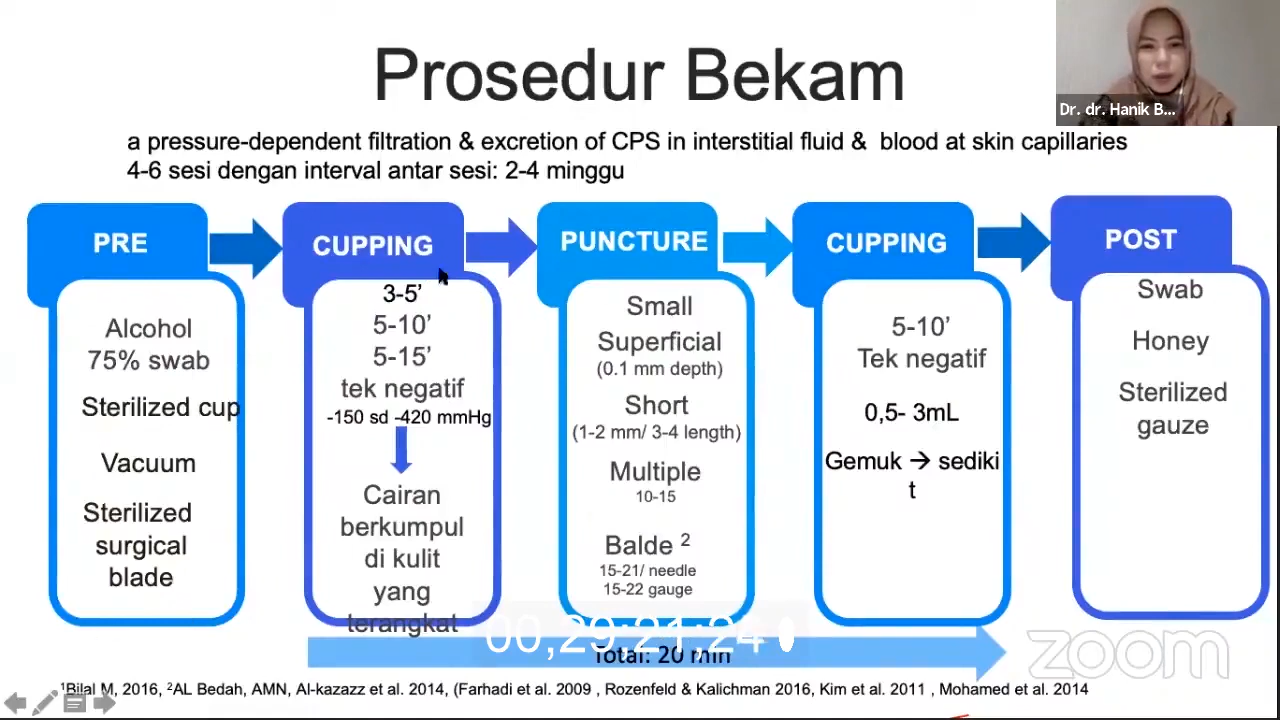 Prosedur Bekam
Dr. dr. Hanik B...
a pressure-dependent filtration & excretion of CPS in interstitial fluid & blood at skin capillaries
4-6 sesi dengan interval antar sesi: 2-4 minggu
PRE
Alcohol
75% swab
Sterilized cup
Vacuum
Sterilized
surgical
blade
CUPPING
3-5’
5-10’
5-15’
tek negatif
-150 sd -420 mmHg
Cairan
berkumpul
di kulit
yang
terangkat
PUNCTURE
Small
Superficial
(0.1 mm depth)
Short
(1-2 mm/ 3-4 length)
Multiple
10-15
Balde 2
15-21/ needle
15-22 gauge
CUPPING
5-10’
Tek negatif
0,5- 3mL
Gemuk → sediki
t
POST
Swab
Honey
Sterilized
gauze
00;29;21;24
Total: 20 min
zoom
1Bilal M, 2016, 2AL Bedah, AMN, Al-kazazz et al. 2014, (Farhadi et al. 2009 , Rozenfeld & Kalichman 2016, Kim et al. 2011 , Mohamed et al. 2014